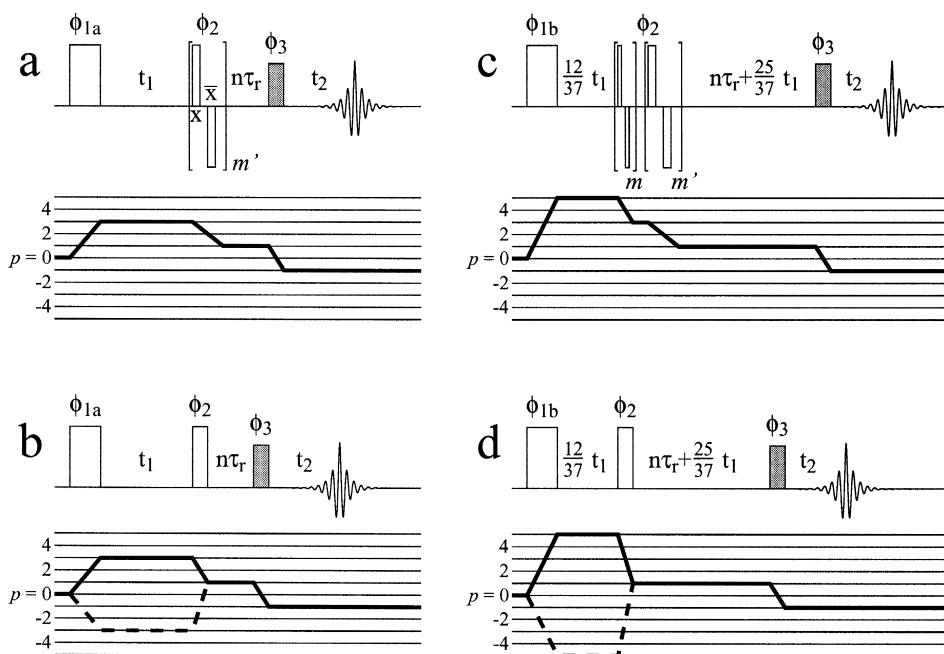 a
ϕ1a ϕ2 ϕ3
t1 x x̄ nτr t2
m'
4
2
p = 0
-2
-4
c
ϕ1b ϕ2 ϕ3
12/37 t1 nτr+25/37 t1 t2
m m'
4
2
p = 0
-2
-4
b
ϕ1a ϕ2 ϕ3
t1 nτr t2
4
2
p = 0
-2
-4
d
ϕ1b ϕ2 ϕ3
12/37 t1 nτr+25/37 t1 t2
4
2
p = 0
-2
-4